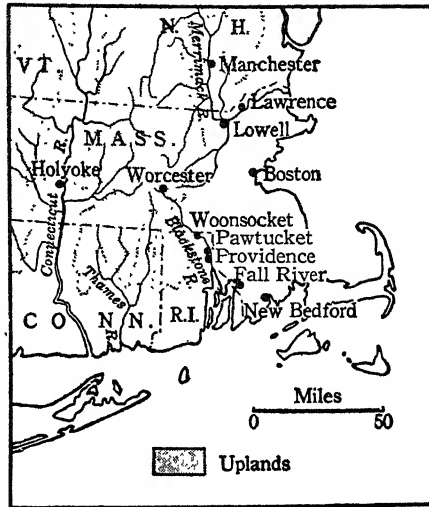 N. H.
Merrimack R.
Manchester
VT.
Lawrence
Lowell
MASS.
Connecticut R.
Holyoke
Worcester
Boston
Woonsocket
Blackstone R.
Pawtucket
Providence
Thames R.
Fall River
CONN.
R.I.
New Bedford
Miles
0 50
Uplands